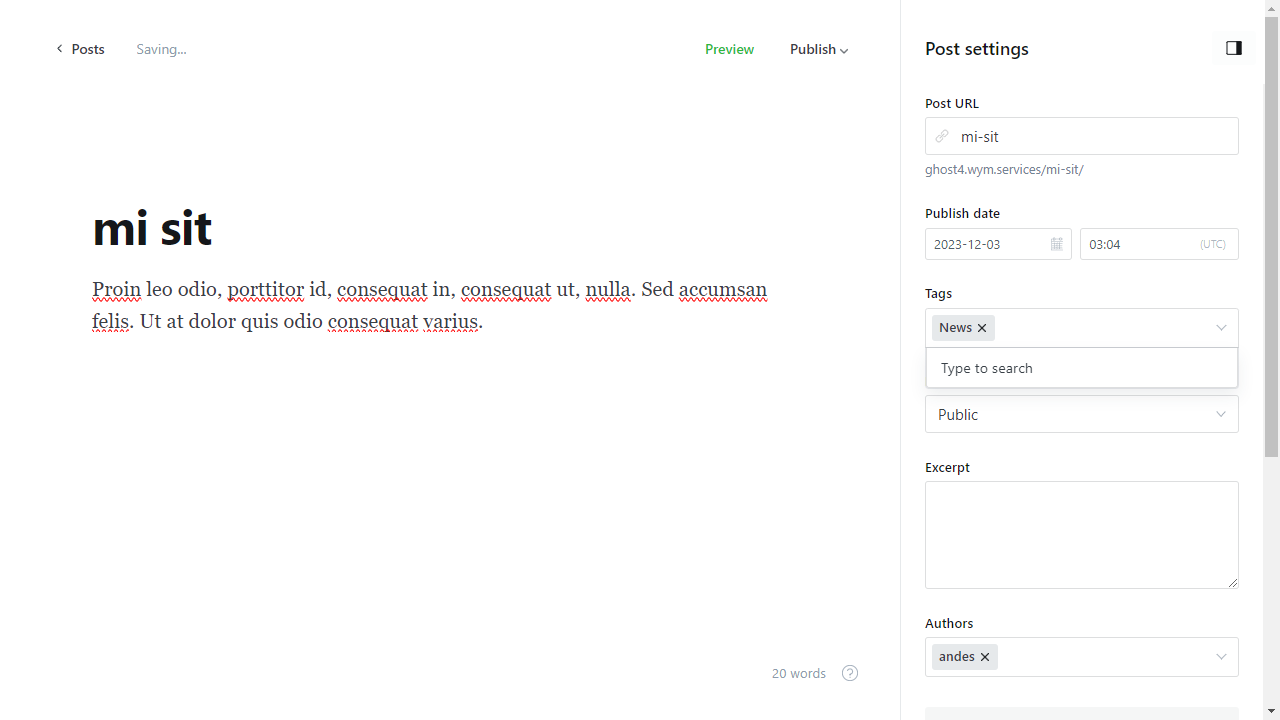 Posts
Saving...
Preview
Publish
mi sit
Proin leo odio, porttitor id, consequat in, consequat ut, nulla. Sed accumsan
felis. Ut at dolor quis odio consequat varius.
20 words
?
Post settings
Post URL
mi-sit
ghost4.wym.services/mi-sit/
Publish date
2023-12-03
03:04
(UTC)
Tags
News
Type to search
Public
Excerpt
Authors
andes